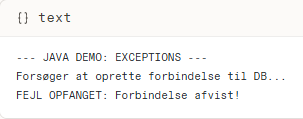 {} text
--- JAVA DEMO: EXCEPTIONS ---
Forsøger at oprette forbindelse til DB...
FEJL OPFANGET: Forbindelse afvist!